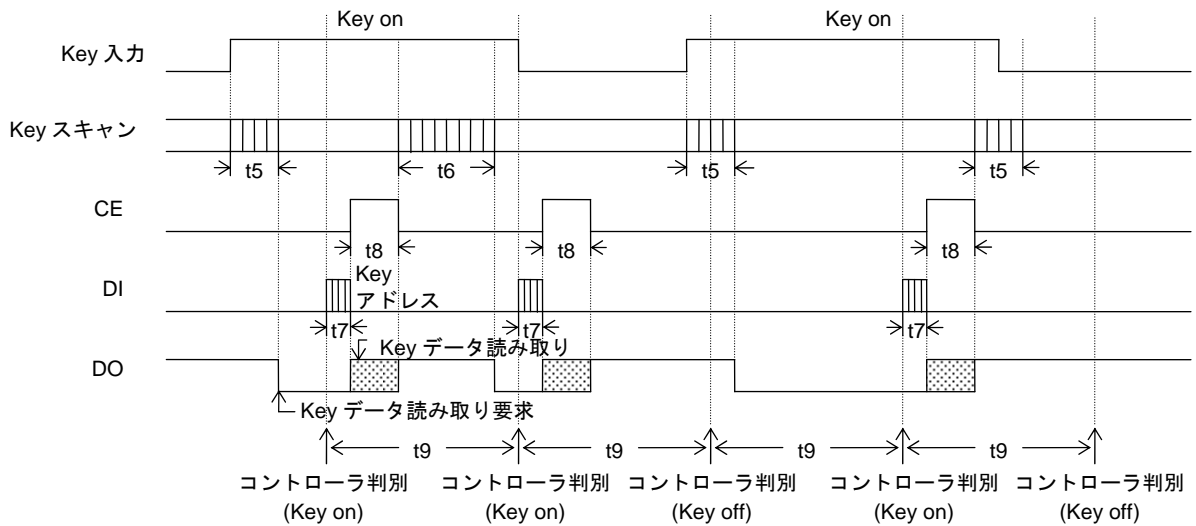 Key on
Key on
Key 入力
Key スキャン
t5
t6
t5
t5
CE
t8
t8
t8
Key
アドレス
DI
t7
t7
t7
Key データ読み取り
DO
Key データ読み取り要求
t9
t9
t9
t9
コントローラ判別
(Key on)
コントローラ判別
(Key on)
コントローラ判別
(Key off)
コントローラ判別
(Key on)
コントローラ判別
(Key off)